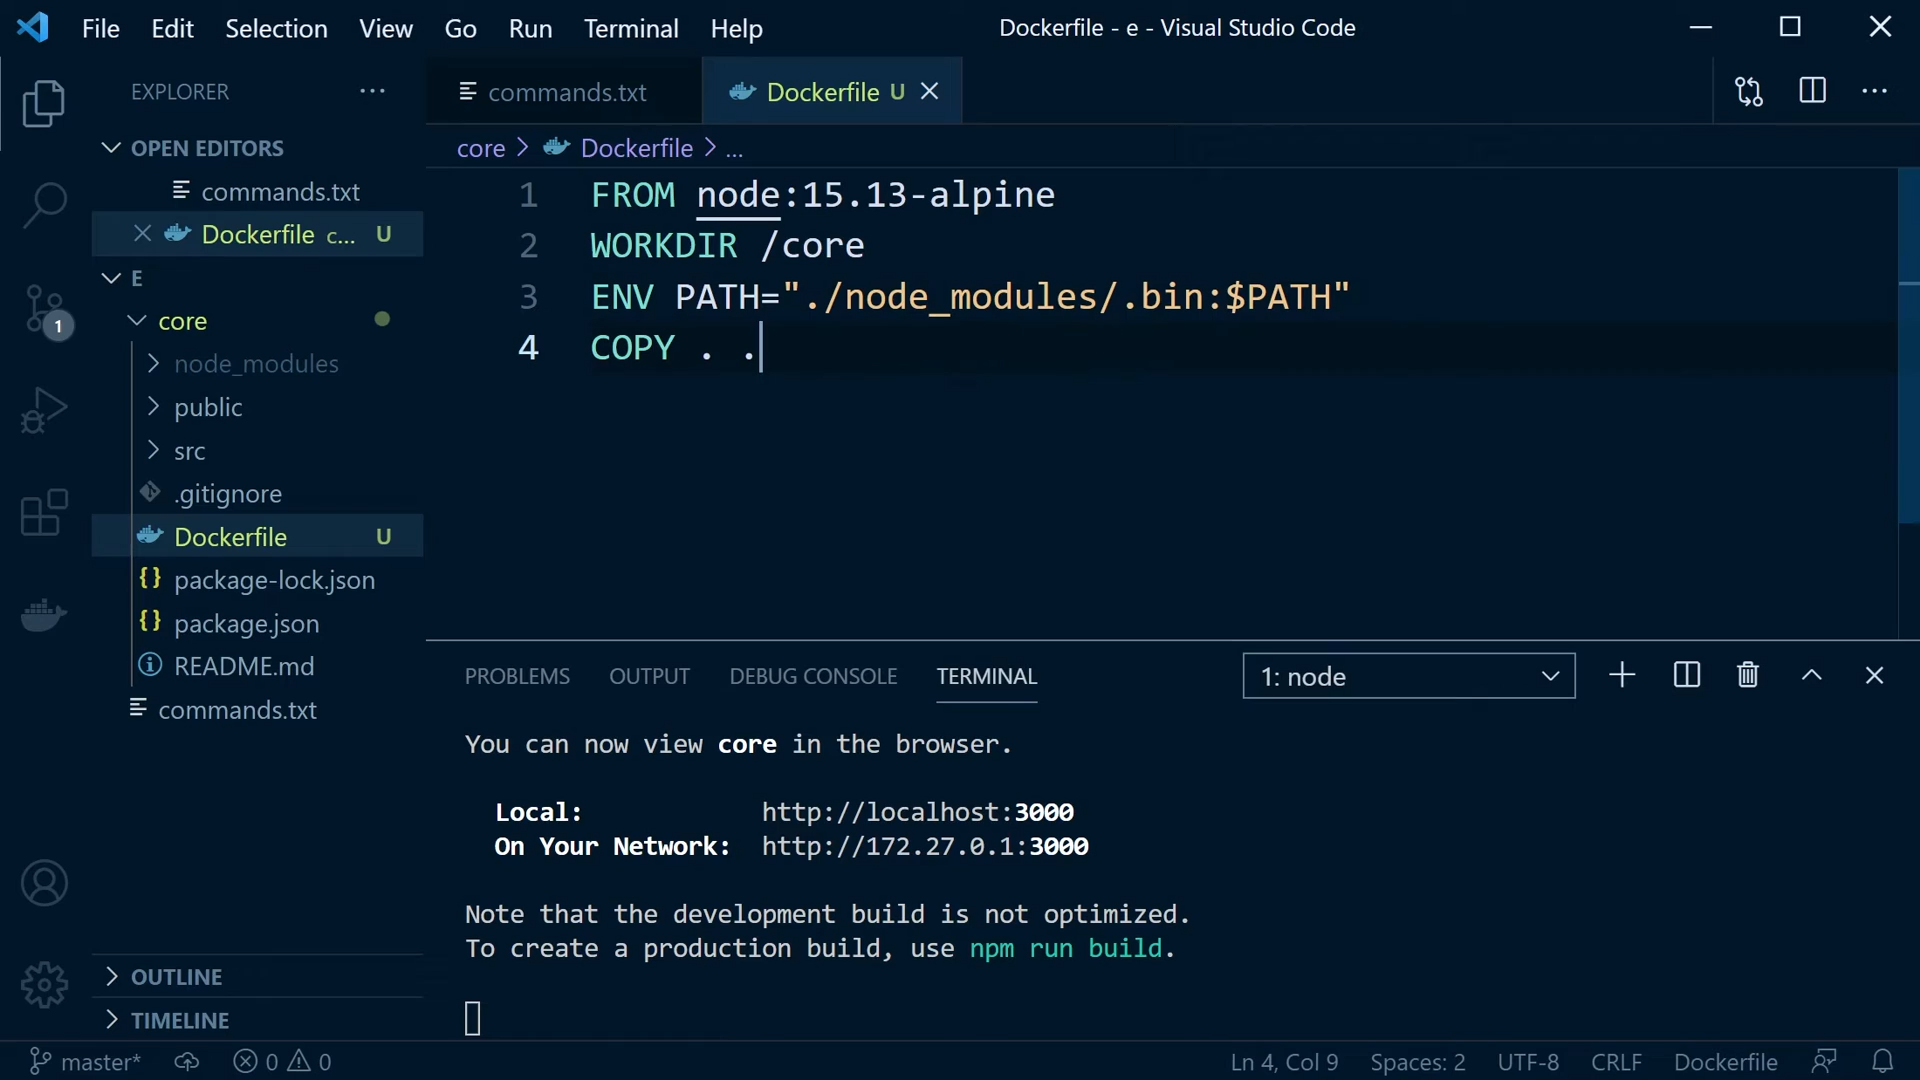 File Edit Selection View Go Run Terminal Help Dockerfile - e - Visual Studio Code
EXPLORER ...
commands.txt Dockerfile U
OPEN EDITORS
commands.txt
Dockerfile c... U
E
core
node_modules
public
src
.gitignore
Dockerfile U
package-lock.json
package.json
README.md
commands.txt
OUTLINE
TIMELINE
1
core > Dockerfile > ...
1 FROM node:15.13-alpine
2 WORKDIR /core
3 ENV PATH="./node_modules/.bin:$PATH"
4 COPY . .
PROBLEMS OUTPUT DEBUG CONSOLE TERMINAL 1: node
You can now view core in the browser.
Local: http://localhost:3000
On Your Network: http://172.27.0.1:3000
Note that the development build is not optimized.
To create a production build, use npm run build.
master* 0 0 Ln 4, Col 9 Spaces: 2 UTF-8 CRLF Dockerfile